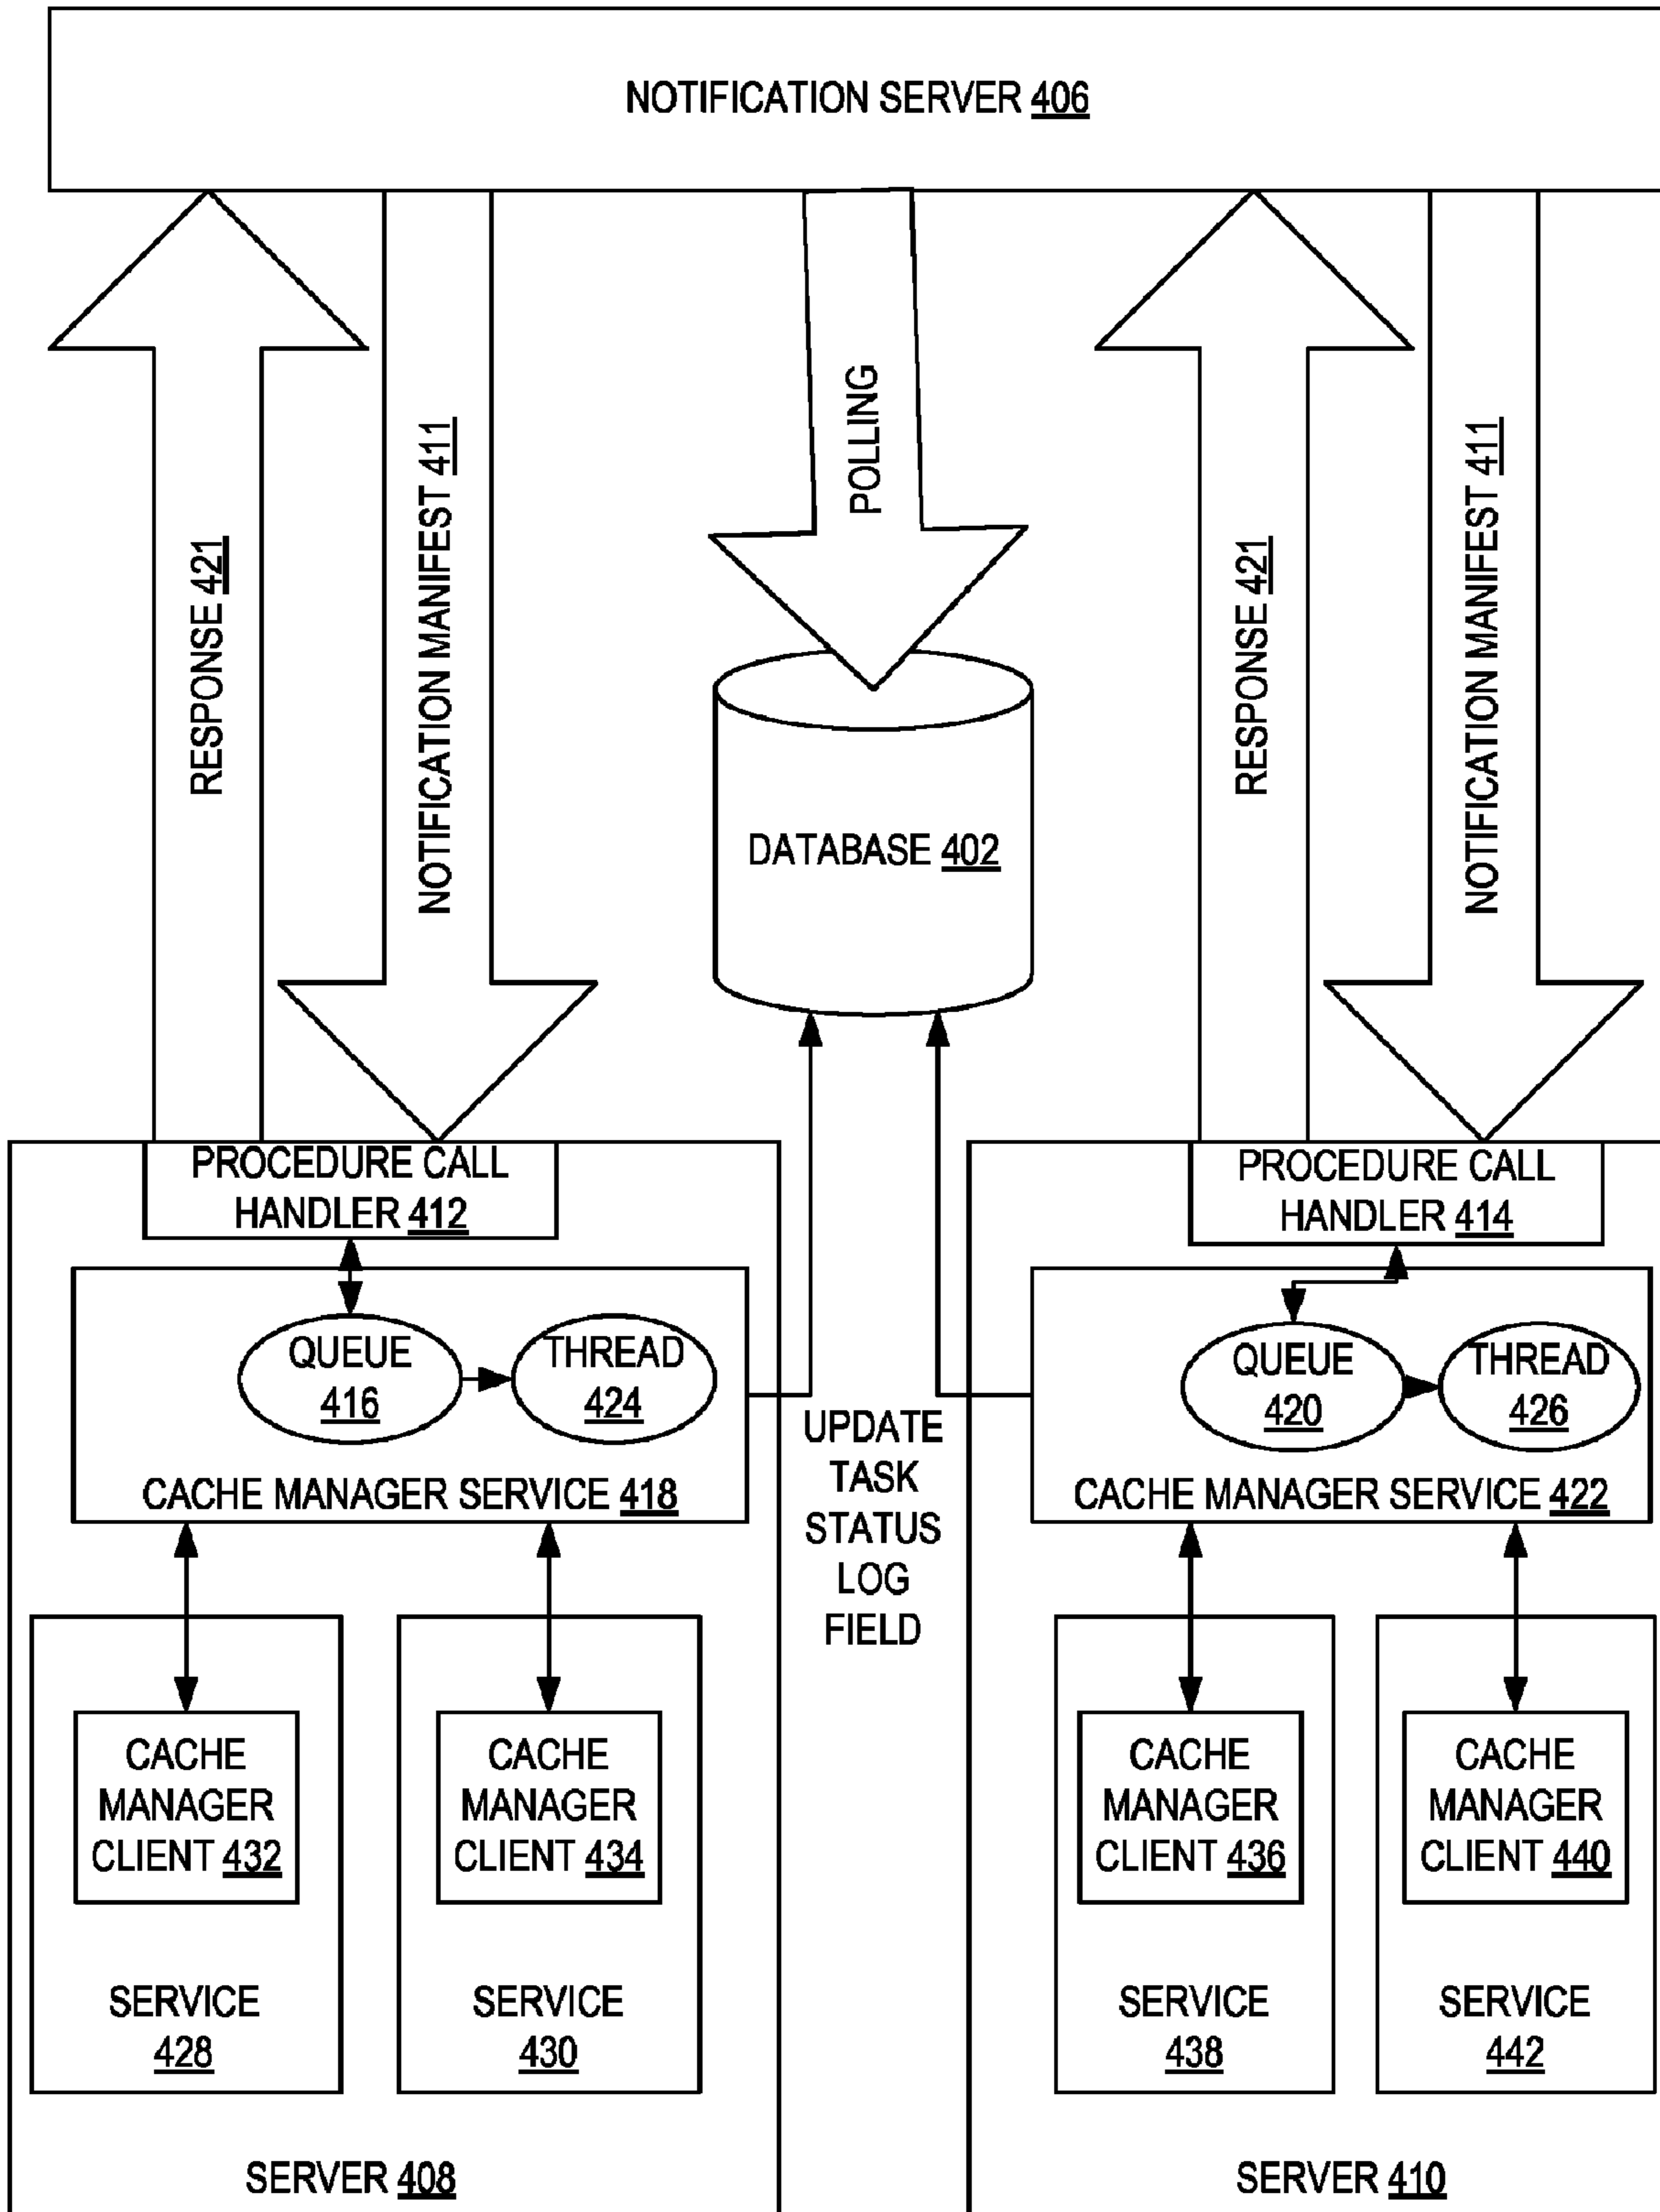 NOTIFICATION SERVER 406
RESPONSE 421
NOTIFICATION MANIFEST 411
POLLING
RESPONSE 421
NOTIFICATION MANIFEST 411
DATABASE 402
PROCEDURE CALL
HANDLER 412
PROCEDURE CALL
HANDLER 414
QUEUE
416
THREAD
424
CACHE MANAGER SERVICE 418
UPDATE
TASK
STATUS
LOG
FIELD
QUEUE
420
THREAD
426
CACHE MANAGER SERVICE 422
CACHE
MANAGER
CLIENT 432
SERVICE
428
CACHE
MANAGER
CLIENT 434
SERVICE
430
CACHE
MANAGER
CLIENT 436
SERVICE
438
CACHE
MANAGER
CLIENT 440
SERVICE
442
SERVER 408
SERVER 410